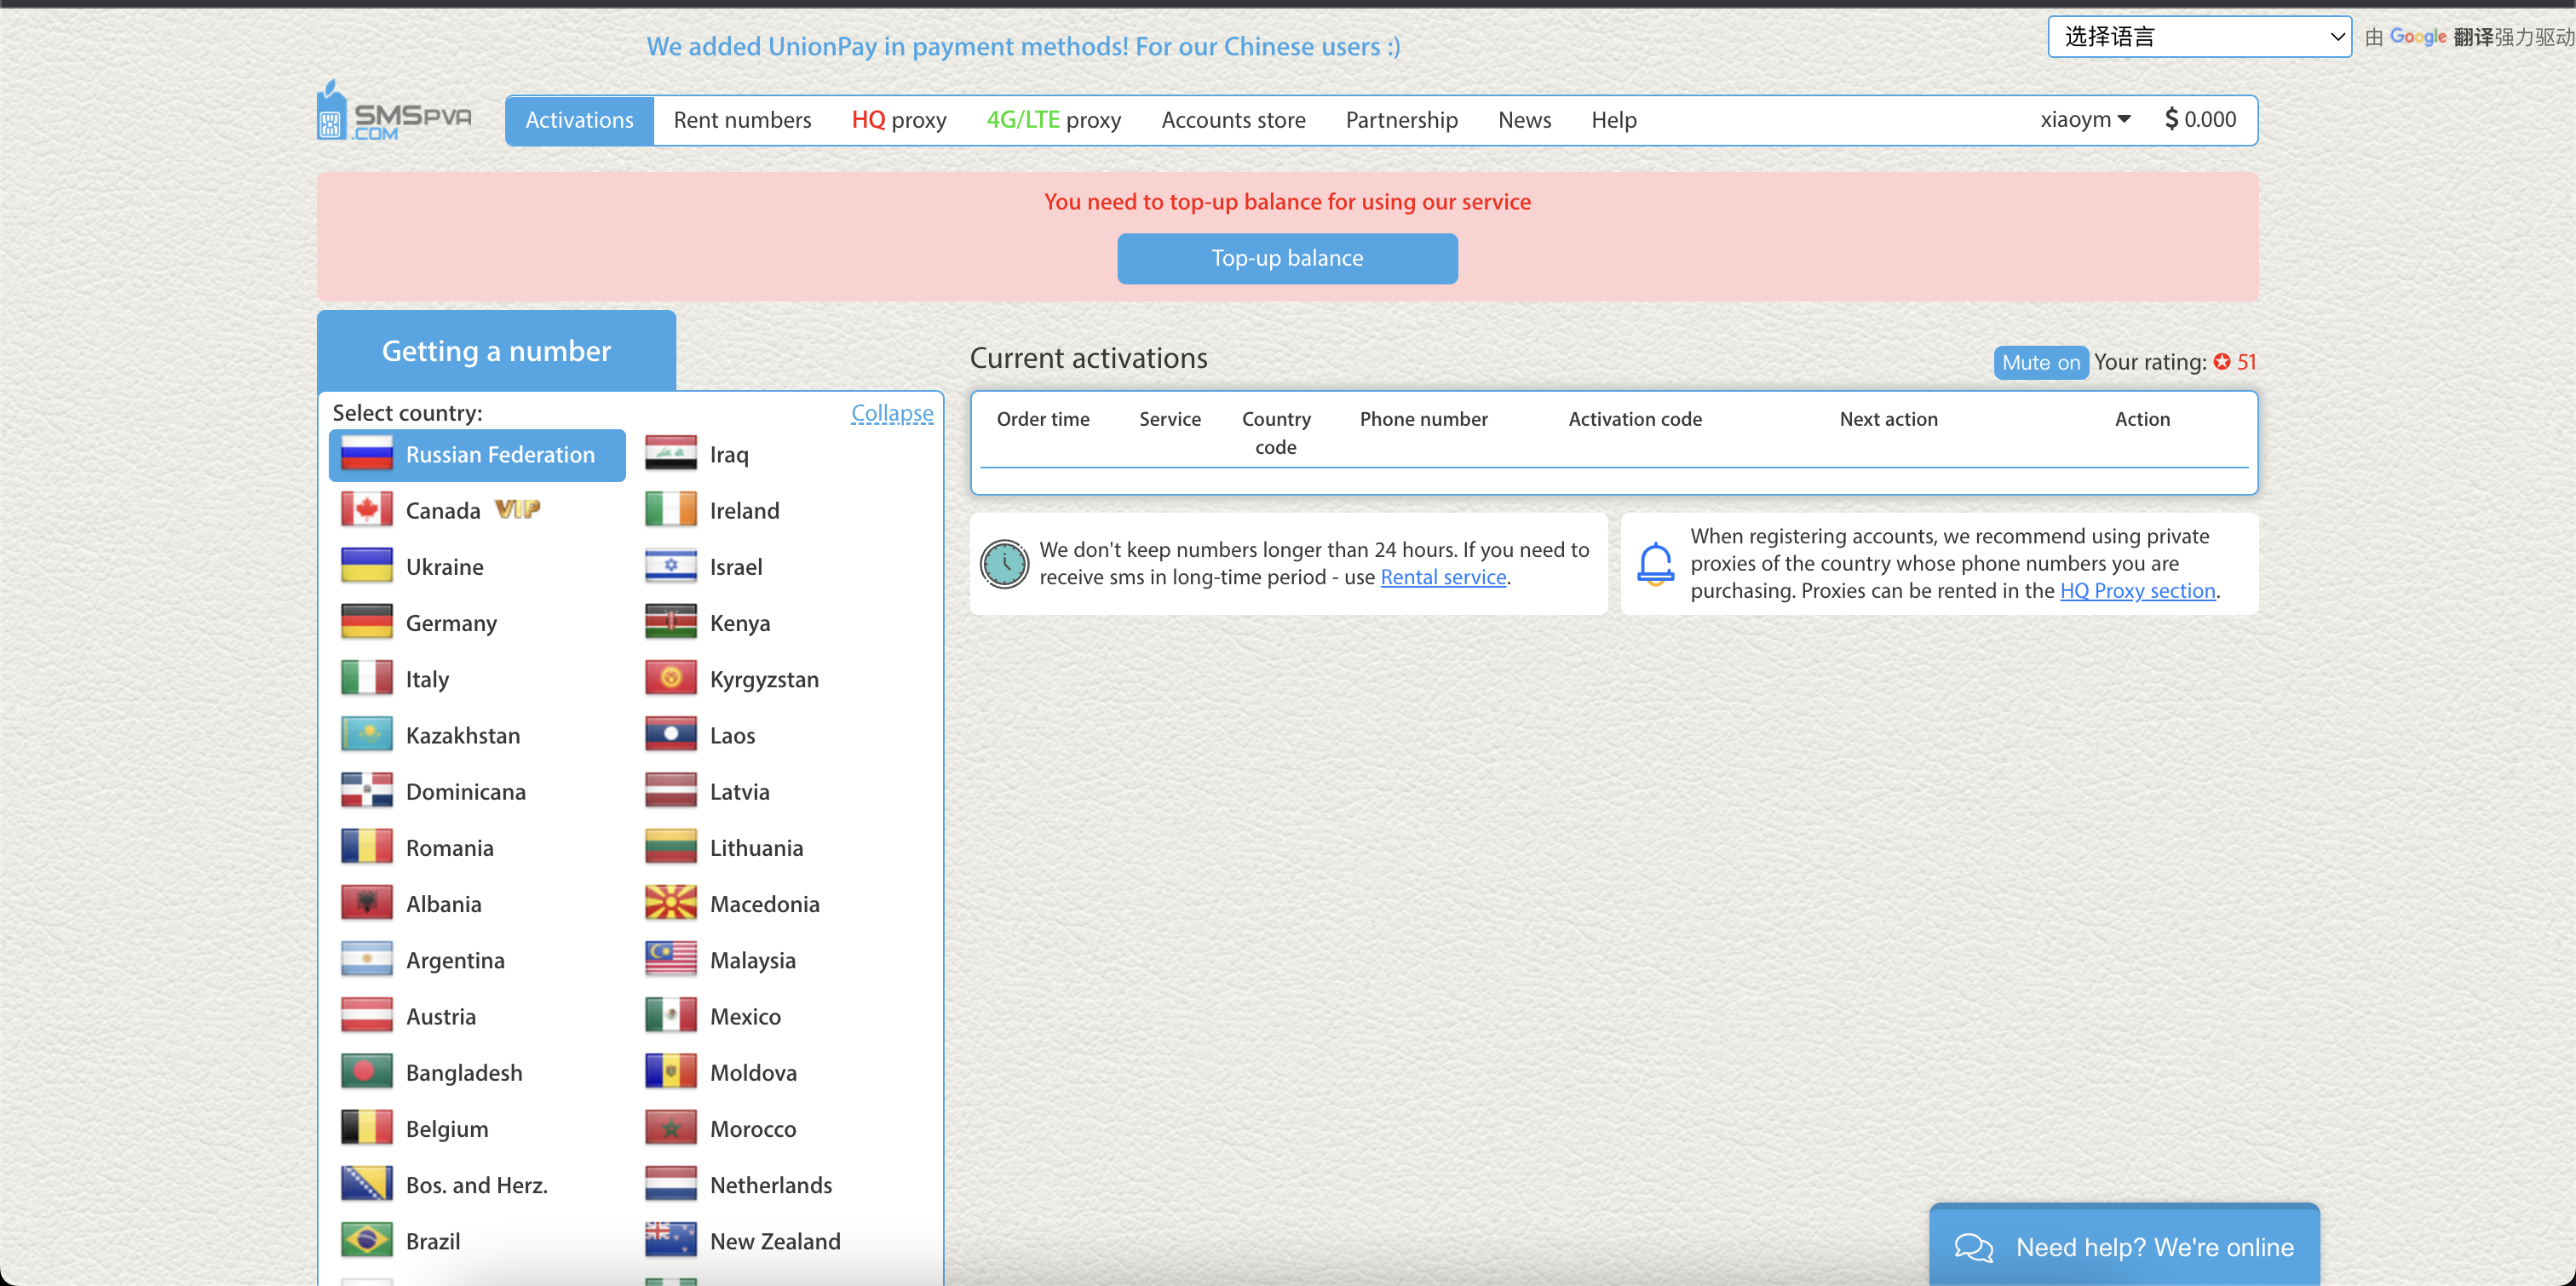 We added UnionPay in payment methods! For our Chinese users :)
选择语言
由 Google 翻译强力驱动
SMSPVA
.COM
Activations
Rent numbers
HQ proxy
4G/LTE proxy
Accounts store
Partnership
News
Help
xiaoym
$ 0.000
You need to top-up balance for using our service
Top-up balance
Getting a number
Select country:
Collapse
Russian Federation
Iraq
Canada VIP
Ireland
Ukraine
Israel
Germany
Kenya
Italy
Kyrgyzstan
Kazakhstan
Laos
Dominicana
Latvia
Romania
Lithuania
Albania
Macedonia
Argentina
Malaysia
Austria
Mexico
Bangladesh
Moldova
Belgium
Morocco
Bos. and Herz.
Netherlands
Brazil
New Zealand
Current activations
Mute on
Your rating: 51
Order time
Service
Country
code
Phone number
Activation code
Next action
Action
We don't keep numbers longer than 24 hours. If you need to
receive sms in long-time period - use Rental service.
When registering accounts, we recommend using private
proxies of the country whose phone numbers you are
purchasing. Proxies can be rented in the HQ Proxy section.
Need help? We're online